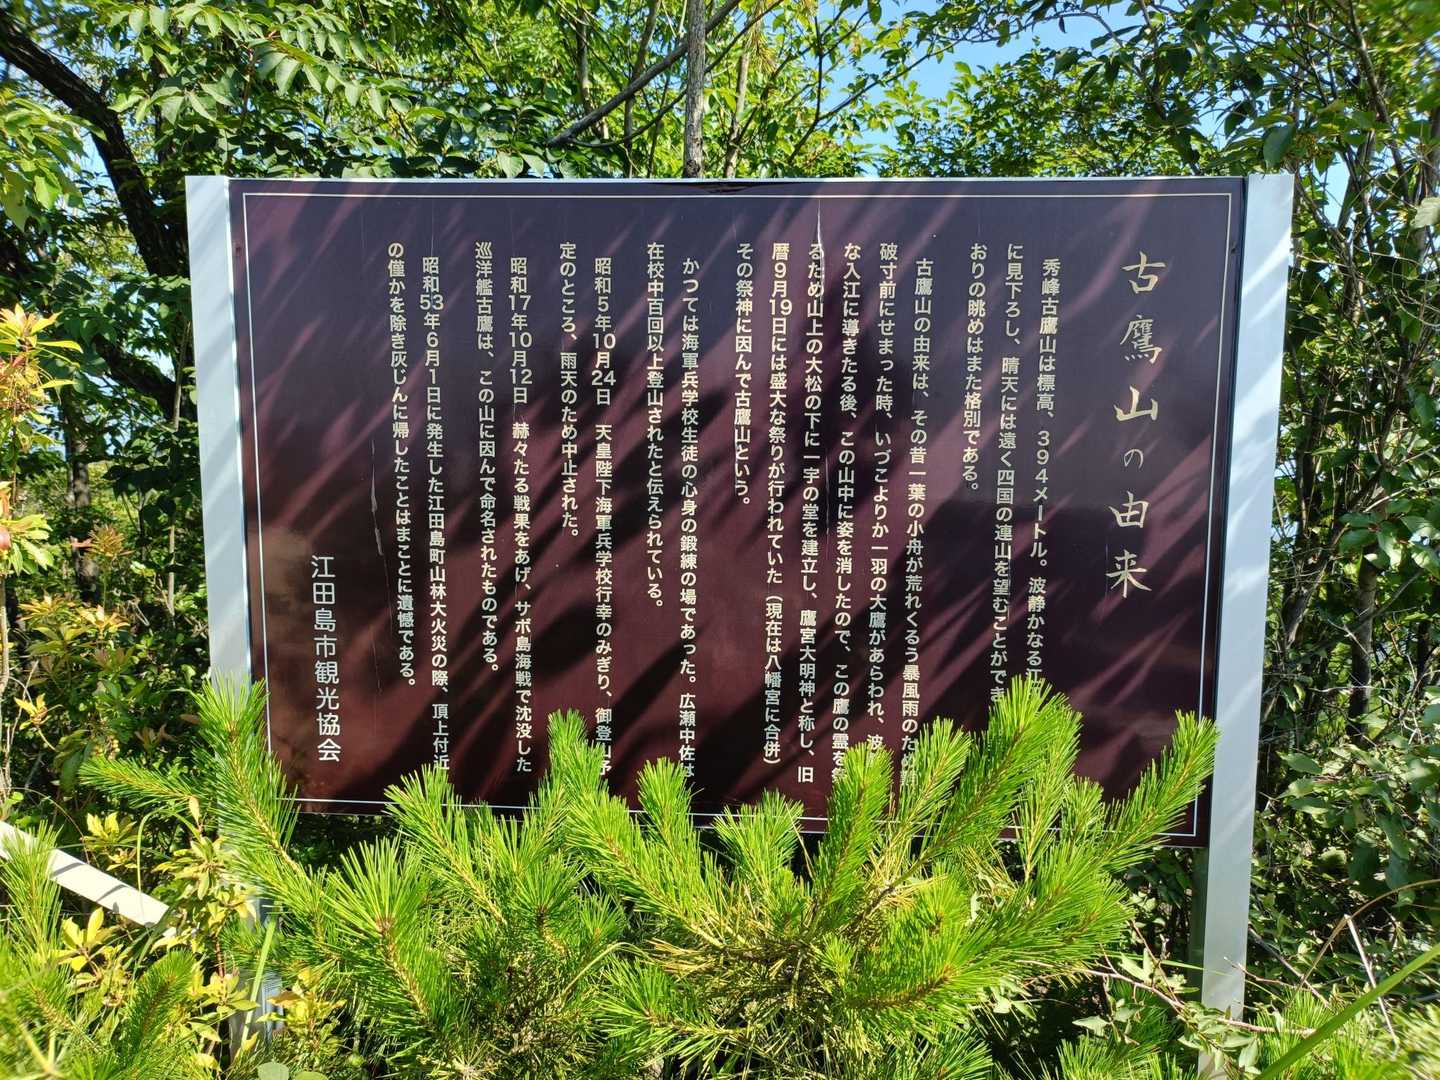 古鷹山の由来
秀峰古鷹山は標高、394メートル。波静かなる江
に見下ろし、晴天には遠く四国の連山を望むことができ
おりの眺めはまた格別である。
古鷹山の由来は、その昔一葉の小舟が荒れくるう暴風雨のため難
破寸前にせまった時、いづこよりか一羽の大鷹があらわれ、波
な入江に導きたる後、この山中に姿を消したので、この鷹の霊を祭
るため山上の大松の下に一宇の堂を建立し、鷹宮大明神と称し、旧
暦9月19日には盛大な祭りが行われていた（現在は八幡宮に合併）
その祭神に因んで古鷹山という。
かつては海軍兵学校生徒の心身の鍛練の場であった。広瀬中佐は
在校中百回以上登山されたと伝えられている。
昭和5年10月24日 天皇陛下海軍兵学校行幸のみぎり、御登山予
定のところ、雨天のため中止された。
昭和17年10月12日 赫々たる戦果をあげ、サボ島海戦で沈没した
巡洋艦古鷹は、この山に因んで命名されたものである。
昭和53年6月1日に発生した江田島町山林大火災の際、頂上付近
の僅かを除き灰じんに帰したことはまことに遺憾である。
江田島市観光協会